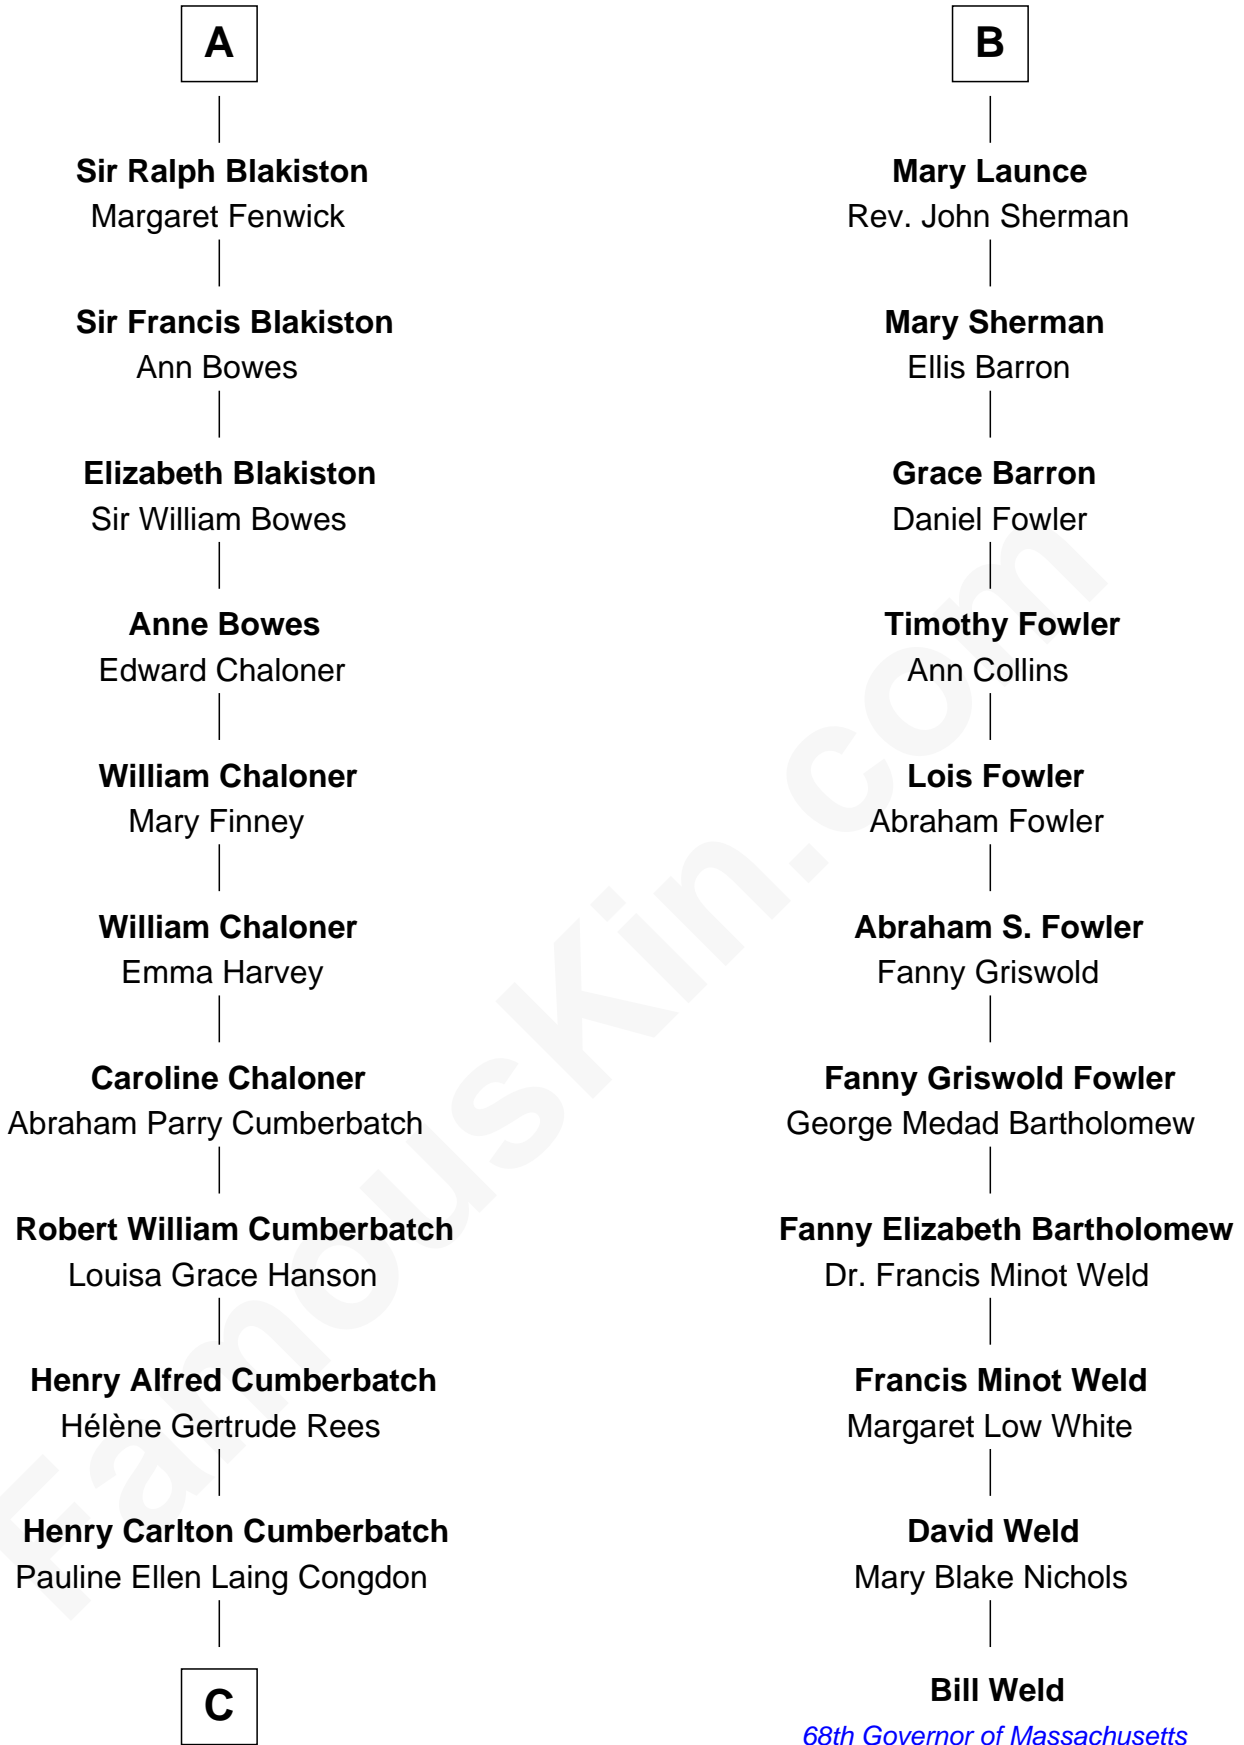 A
Sir Ralph Blakiston
Margaret Fenwick
Sir Francis Blakiston
Ann Bowes
Elizabeth Blakiston
Sir William Bowes
Anne Bowes
Edward Chaloner
William Chaloner
Mary Finney
William Chaloner
Emma Harvey
Caroline Chaloner
Abraham Parry Cumberbatch
Robert William Cumberbatch
Louisa Grace Hanson
Henry Alfred Cumberbatch
Hélène Gertrude Rees
Henry Carlton Cumberbatch
Pauline Ellen Laing Congdon
C
B
Mary Launce
Rev. John Sherman
Mary Sherman
Ellis Barron
Grace Barron
Daniel Fowler
Timothy Fowler
Ann Collins
Lois Fowler
Abraham Fowler
Abraham S. Fowler
Fanny Griswold
Fanny Griswold Fowler
George Medad Bartholomew
Fanny Elizabeth Bartholomew
Dr. Francis Minot Weld
Francis Minot Weld
Margaret Low White
David Weld
Mary Blake Nichols
Bill Weld
68th Governor of Massachusetts
FamousKin.com